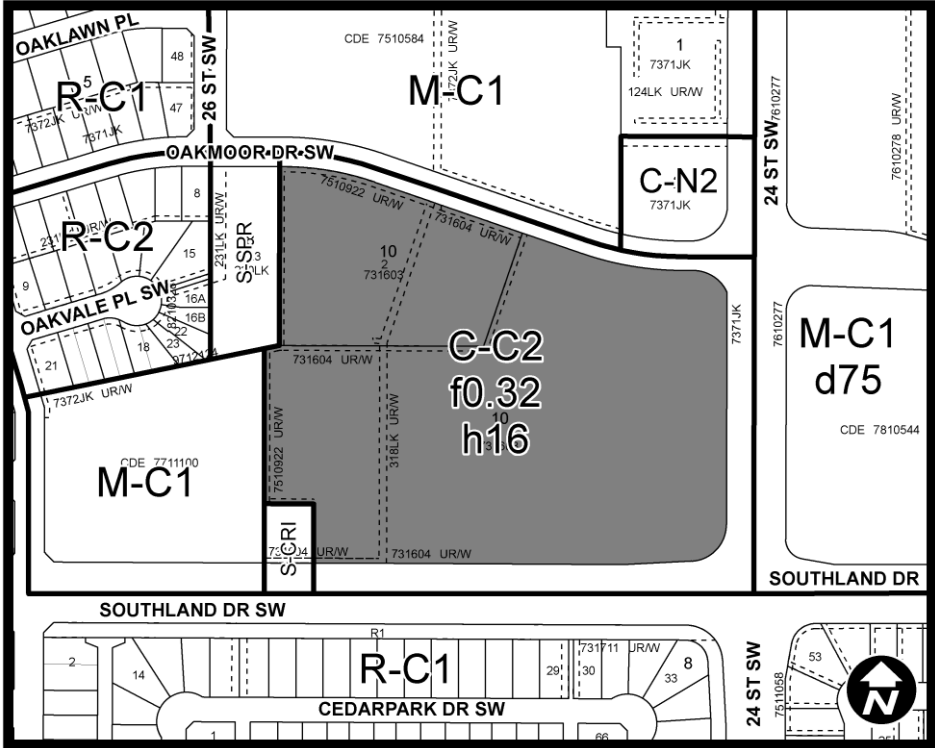 OAKLAWN PL
48
5
R-C1
47
7372JK UR/W
7371JK
26 ST SW
CDE 7510584
M-C1
7372JK UR/W
1
7371JK
124LK UR/W
7610277
24 ST SW
7610278 UR/W
OAKMOOR DR SW
C-N2
7371JK
8
R-C2
15
9
231LK UR/W
S-SPR
OAKVALE PL SW
16A
16B
22
23
21
18
9712124
7372JK UR/W
7510922 UR/W
731604 UR/W
10
2
731603
731604 UR/W
C-C2
f0.32
h16
10
7510922 UR/W
318LK UR/W
7371JK
7610277
M-C1
d75
CDE 7810544
CDE 7711100
M-C1
S-CRI
UR/W
731604 UR/W
SOUTHLAND DR
SOUTHLAND DR SW
R1
2
14
R-C1
29
30
731711 UR/W
8
33
CEDARPARK DR SW
1
66
24 ST SW
7511058
53
N